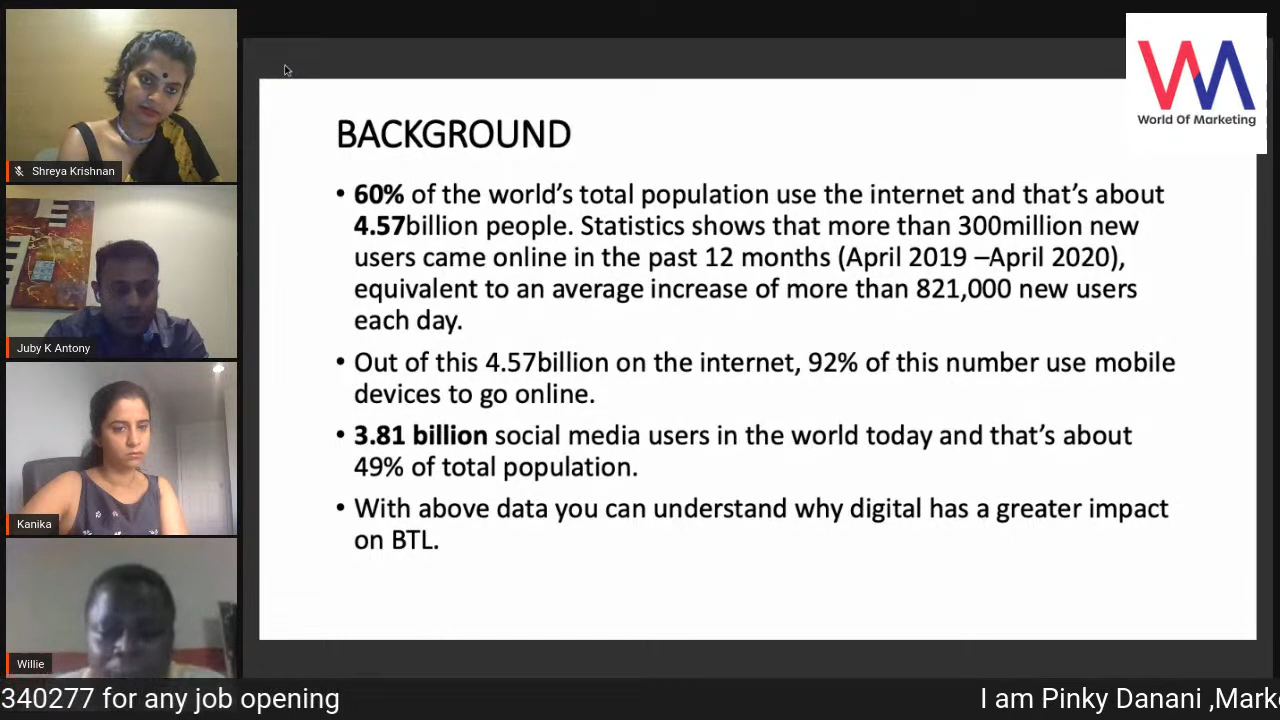 Shreya Krishnan
Juby K Antony
Kanika
Willie
WA
World Of Marketing
BACKGROUND
• 60% of the world’s total population use the internet and that’s about
4.57billion people. Statistics shows that more than 300million new
users came online in the past 12 months (April 2019 –April 2020),
equivalent to an average increase of more than 821,000 new users
each day.
• Out of this 4.57billion on the internet, 92% of this number use mobile
devices to go online.
• 3.81 billion social media users in the world today and that’s about
49% of total population.
• With above data you can understand why digital has a greater impact
on BTL.
340277 for any job opening
I am Pinky Danani ,Mark